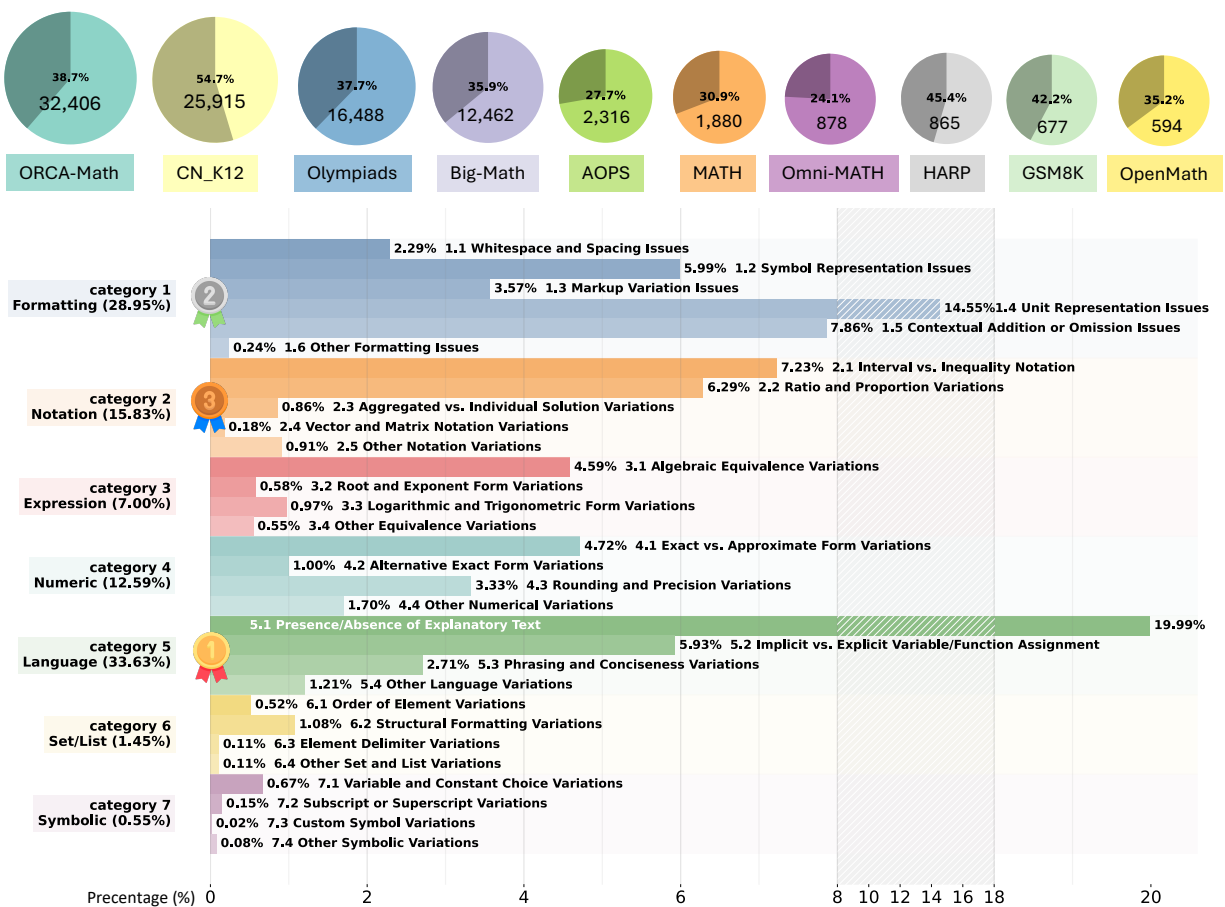 38.7%
32,406
54.7%
25,915
37.7%
16,488
35.9%
12,462
27.7%
2,316
30.9%
1,880
24.1%
878
45.4%
865
42.2%
677
35.2%
594
ORCA-Math
CN_K12
Olympiads
Big-Math
AOPS
MATH
Omni-MATH
HARP
GSM8K
OpenMath
category 1
Formatting (28.95%)
2
2.29% 1.1 Whitespace and Spacing Issues
5.99% 1.2 Symbol Representation Issues
3.57% 1.3 Markup Variation Issues
14.55%1.4 Unit Representation Issues
7.86% 1.5 Contextual Addition or Omission Issues
0.24% 1.6 Other Formatting Issues
category 2
Notation (15.83%)
3
7.23% 2.1 Interval vs. Inequality Notation
6.29% 2.2 Ratio and Proportion Variations
0.86% 2.3 Aggregated vs. Individual Solution Variations
0.18% 2.4 Vector and Matrix Notation Variations
0.91% 2.5 Other Notation Variations
category 3
Expression (7.00%)
4.59% 3.1 Algebraic Equivalence Variations
0.58% 3.2 Root and Exponent Form Variations
0.97% 3.3 Logarithmic and Trigonometric Form Variations
0.55% 3.4 Other Equivalence Variations
category 4
Numeric (12.59%)
4.72% 4.1 Exact vs. Approximate Form Variations
1.00% 4.2 Alternative Exact Form Variations
3.33% 4.3 Rounding and Precision Variations
1.70% 4.4 Other Numerical Variations
category 5
Language (33.63%)
1
5.1 Presence/Absence of Explanatory Text 19.99%
5.93% 5.2 Implicit vs. Explicit Variable/Function Assignment
2.71% 5.3 Phrasing and Conciseness Variations
1.21% 5.4 Other Language Variations
category 6
Set/List (1.45%)
0.52% 6.1 Order of Element Variations
1.08% 6.2 Structural Formatting Variations
0.11% 6.3 Element Delimiter Variations
0.11% 6.4 Other Set and List Variations
category 7
Symbolic (0.55%)
0.67% 7.1 Variable and Constant Choice Variations
0.15% 7.2 Subscript or Superscript Variations
0.02% 7.3 Custom Symbol Variations
0.08% 7.4 Other Symbolic Variations
Precentage (%) 0 2 4 6 8 10 12 14 16 18 20